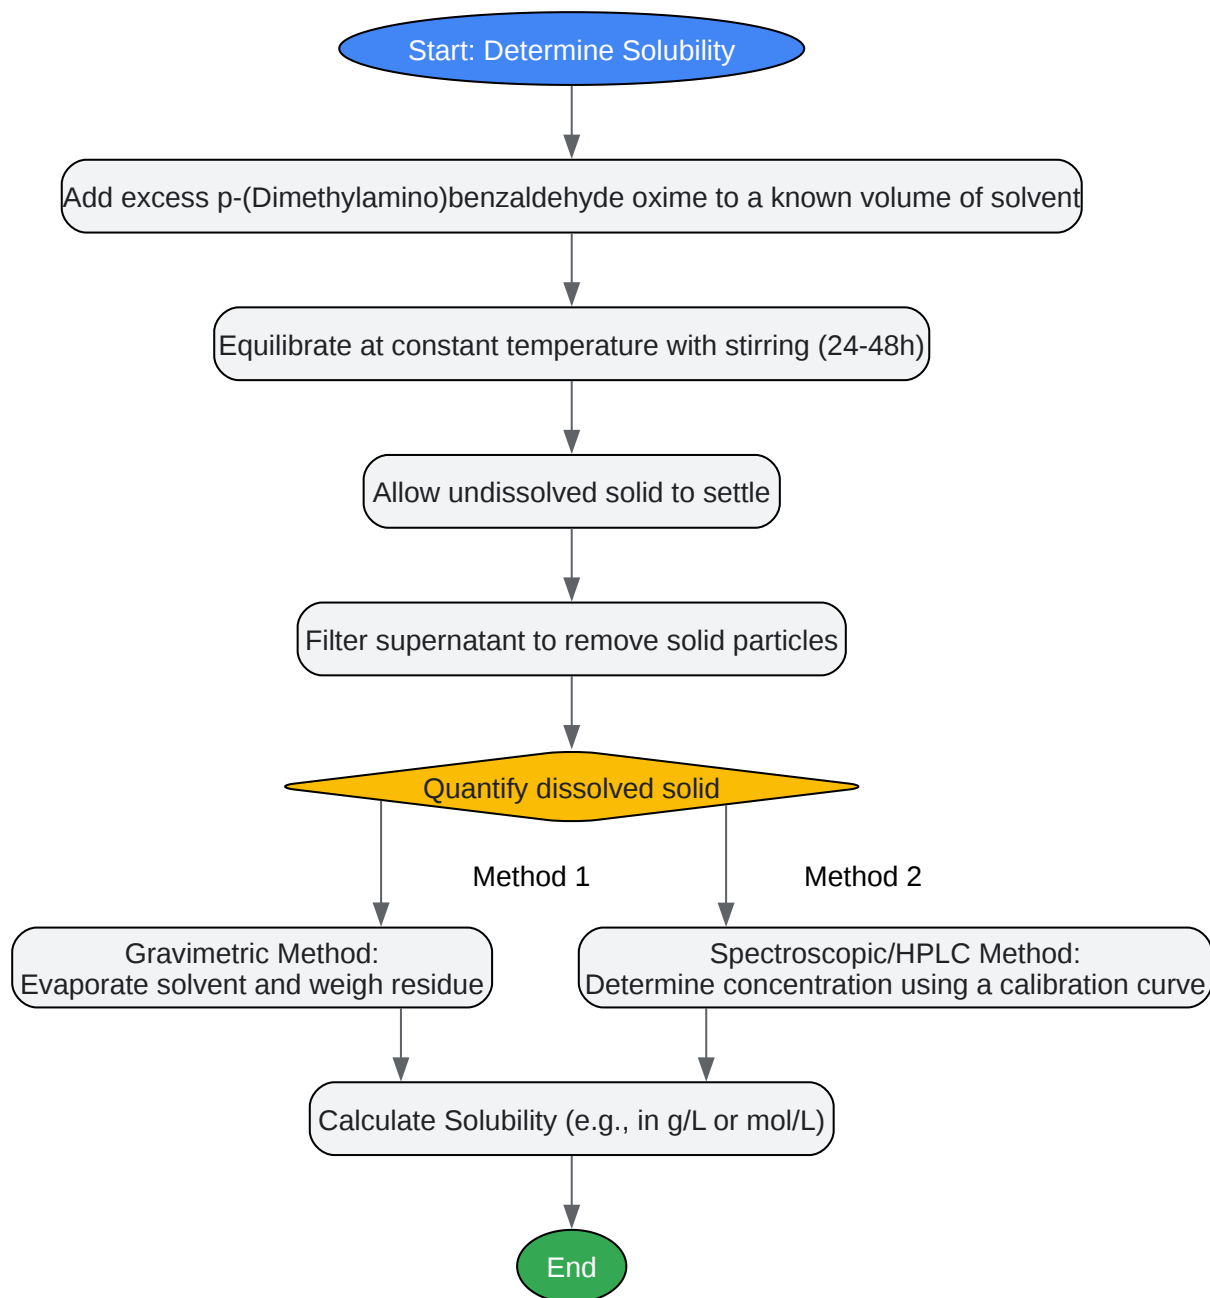 Start: Determine Solubility
Add excess p-(Dimethylamino)benzaldehyde oxime to a known volume of solvent
Equilibrate at constant temperature with stirring (24-48h)
Allow undissolved solid to settle
Filter supernatant to remove solid particles
Quantify dissolved solid
Method 1
Method 2
Gravimetric Method:
Evaporate solvent and weigh residue
Spectroscopic/HPLC Method:
Determine concentration using a calibration curve
Calculate Solubility (e.g., in g/L or mol/L)
End